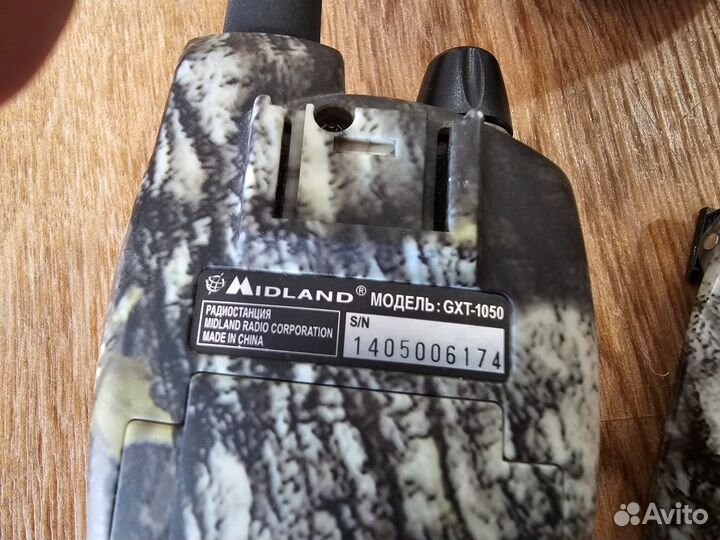 MIDLAND® МОДЕЛЬ: GXT-1050
РАДИОСТАНЦИЯ
MIDLAND RADIO CORPORATION
MADE IN CHINA
S/N
1405006174
Avito